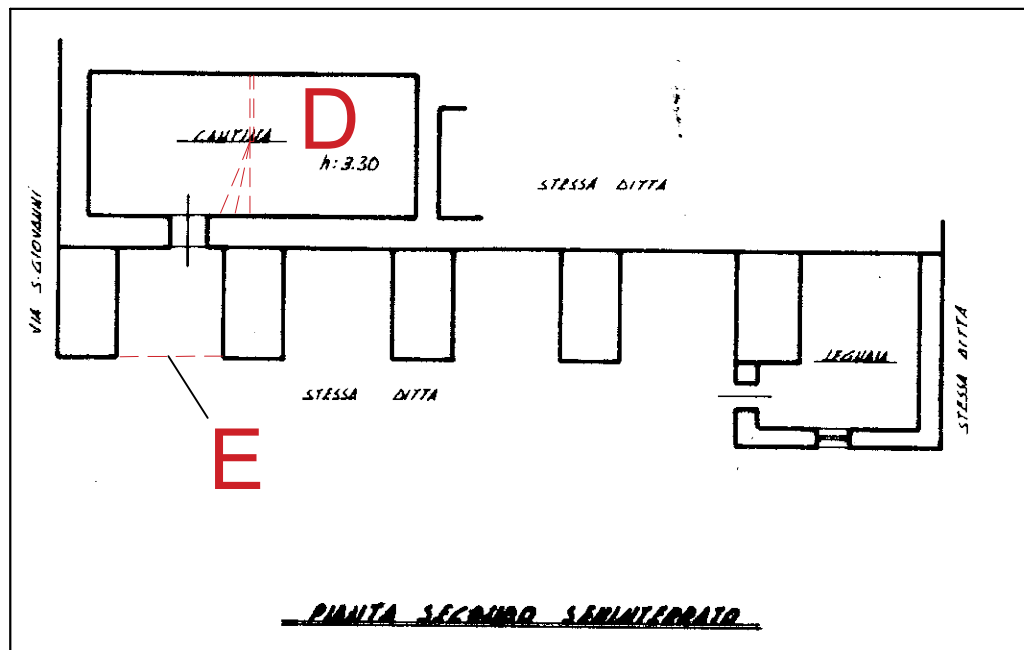 D
CANTINA
h: 3.30
STESSA DITTA
VIA S. GIOVANNI
LEGNAIA
STESSA DITTA
STESSA DITTA
E
PIANTA SECONDO SEMINTERRATO